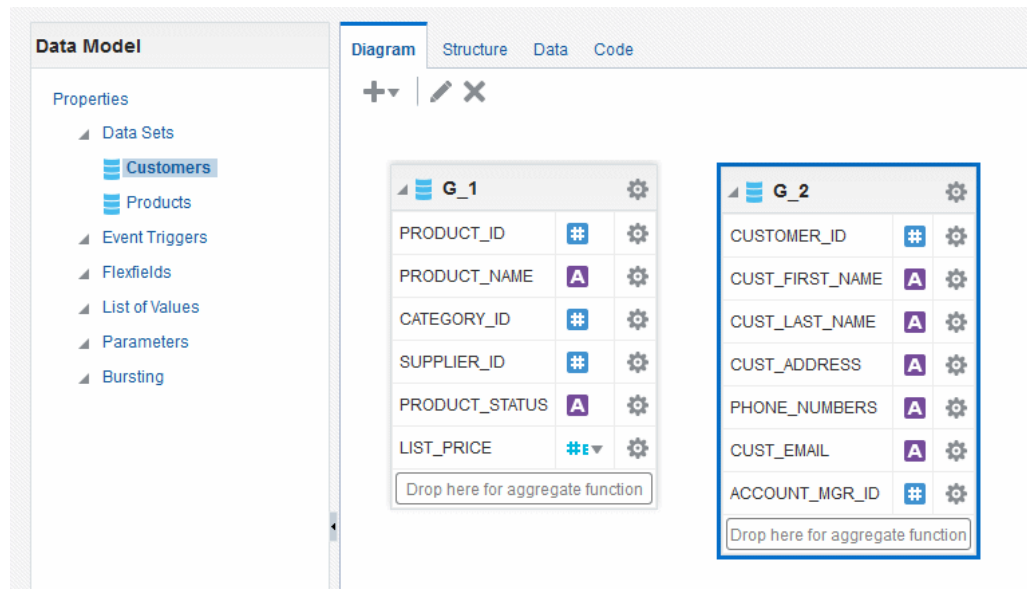 Data Model
Properties
Data Sets
Customers
Products
Event Triggers
Flexfields
List of Values
Parameters
Bursting
Diagram Structure Data Code
G_1
PRODUCT_ID #
PRODUCT_NAME A
CATEGORY_ID #
SUPPLIER_ID #
PRODUCT_STATUS A
LIST_PRICE #E
Drop here for aggregate function
G_2
CUSTOMER_ID #
CUST_FIRST_NAME A
CUST_LAST_NAME A
CUST_ADDRESS A
PHONE_NUMBERS A
CUST_EMAIL A
ACCOUNT_MGR_ID #
Drop here for aggregate function